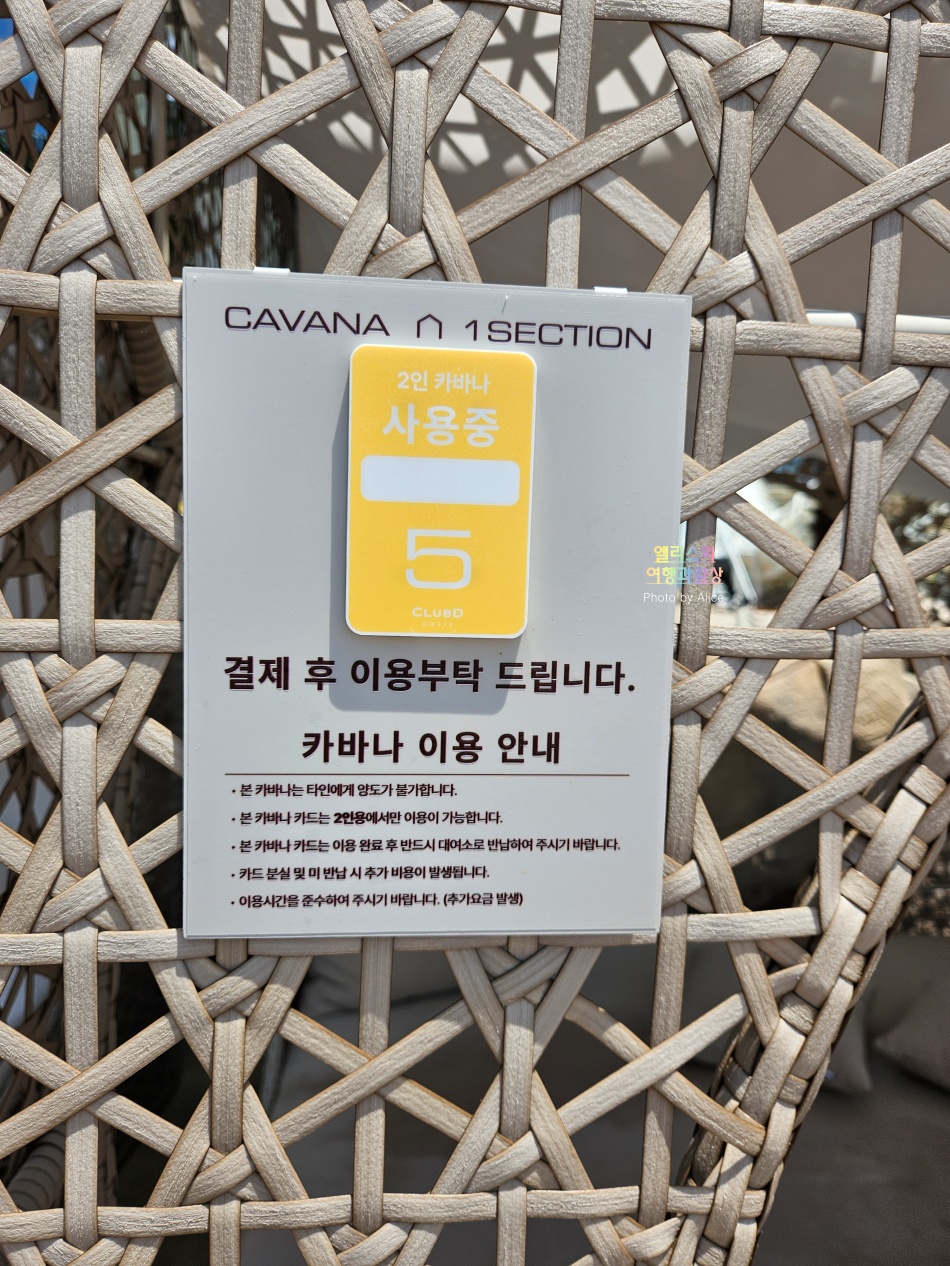 CAVANA 1SECTION
2인 카바나
사용중
5
CLUBD
OASIS
결제 후 이용부탁 드립니다.
카바나 이용 안내
• 본 카바나는 타인에게 양도가 불가합니다.
• 본 카바나 카드는 2인용에서만 이용이 가능합니다.
• 본 카바나 카드는 이용 완료 후 반드시 대여소로 반납하여 주시기 바랍니다.
• 카드 분실 및 미 반납 시 추가 비용이 발생됩니다.
• 이용시간을 준수하여 주시기 바랍니다. (추가요금 발생)
여행과일상
Photo by Alice